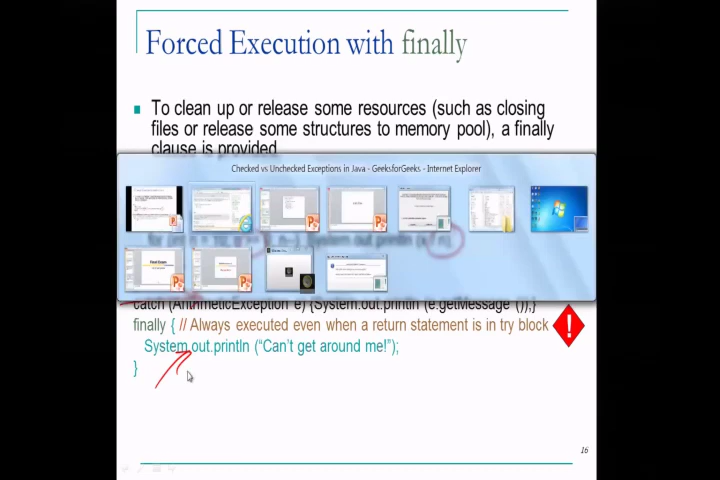 Forced Execution with finally
To clean up or release some resources (such as closing
files or release some structures to memory pool), a finally
clause is provided
Checked vs Unchecked Exceptions in Java - GeeksforGeeks - Internet Explorer
Final Exam
catch (ArithmeticException e) {System.out.println (e.getMessage ());}
finally { // Always executed even when a return statement is in try block
System.out.println (“Can’t get around me!”);
}
16